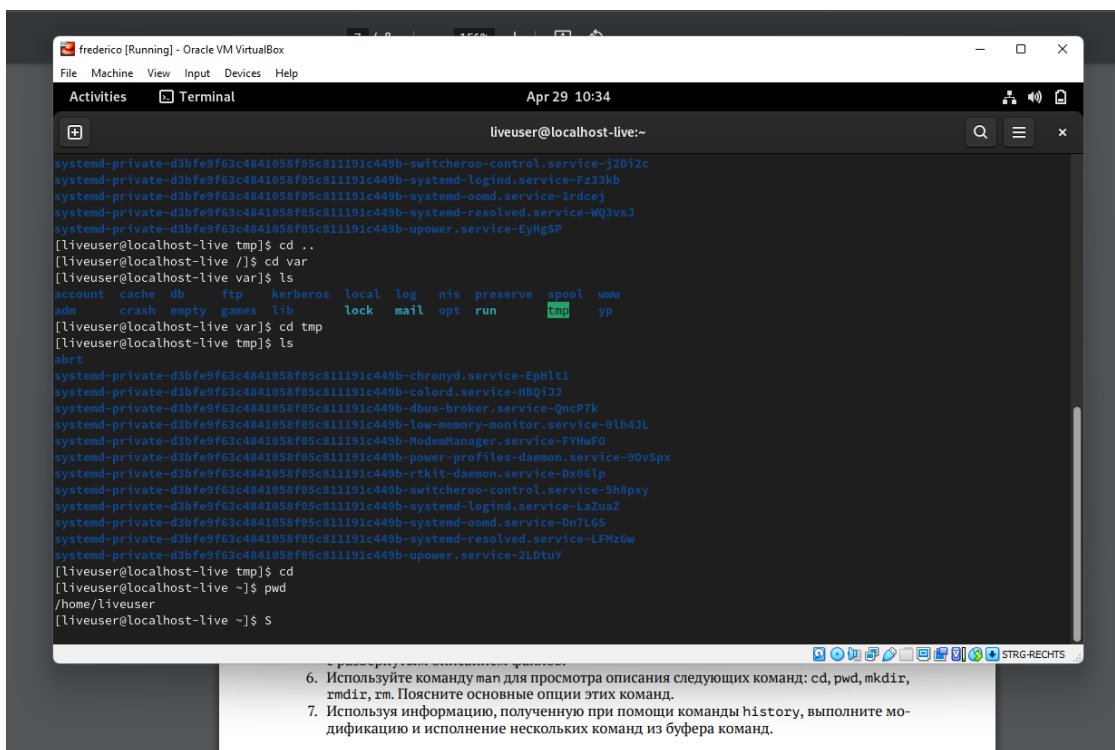 frederico [Running] - Oracle VM VirtualBox
File Machine View Input Devices Help
Activities Terminal Apr 29 10:34
liveuser@localhost-live:~
systemd-private-d3bfe9f63c4841058f05c811191c449b-switcheroo-control.service-j2Di2c
systemd-private-d3bfe9f63c4841058f05c811191c449b-systemd-logind.service-Fz33kb
systemd-private-d3bfe9f63c4841058f05c811191c449b-systemd-oomd.service-1rdcej
systemd-private-d3bfe9f63c4841058f05c811191c449b-systemd-resolved.service-WQ3vsJ
systemd-private-d3bfe9f63c4841058f05c811191c449b-upower.service-EyHgSP
[liveuser@localhost-live tmp]$ cd ..
[liveuser@localhost-live /]$ cd var
[liveuser@localhost-live var]$ ls
account cache db ftp kerberos local log nis preserve spool www
adm crash empty games lib lock mail opt run tmp yp
[liveuser@localhost-live var]$ cd tmp
[liveuser@localhost-live tmp]$ ls
abrt
systemd-private-d3bfe9f63c4841058f05c811191c449b-chronyd.service-EpHlt1
systemd-private-d3bfe9f63c4841058f05c811191c449b-colord.service-HBQiJJ
systemd-private-d3bfe9f63c4841058f05c811191c449b-dbus-broker.service-QncP7k
systemd-private-d3bfe9f63c4841058f05c811191c449b-low-memory-monitor.service-0lh4JL
systemd-private-d3bfe9f63c4841058f05c811191c449b-ModemManager.service-FYHwFO
systemd-private-d3bfe9f63c4841058f05c811191c449b-power-profiles-daemon.service-9OvSpx
systemd-private-d3bfe9f63c4841058f05c811191c449b-rtkit-daemon.service-Dx06lp
systemd-private-d3bfe9f63c4841058f05c811191c449b-switcheroo-control.service-5h8pxy
systemd-private-d3bfe9f63c4841058f05c811191c449b-systemd-logind.service-LaZuaZ
systemd-private-d3bfe9f63c4841058f05c811191c449b-systemd-oomd.service-Dn7LGS
systemd-private-d3bfe9f63c4841058f05c811191c449b-systemd-resolved.service-LFMzGw
systemd-private-d3bfe9f63c4841058f05c811191c449b-upower.service-2LDtuY
[liveuser@localhost-live tmp]$ cd
[liveuser@localhost-live ~]$ pwd
/home/liveuser
[liveuser@localhost-live ~]$ S
STRG-RECHTS
с развёрнутым описанием файлов.
6. Используйте команду man для просмотра описания следующих команд: cd, pwd, mkdir,
rmdir, rm. Поясните основные опции этих команд.
7. Используя информацию, полученную при помощи команды history, выполните мо-
дификацию и исполнение нескольких команд из буфера команд.